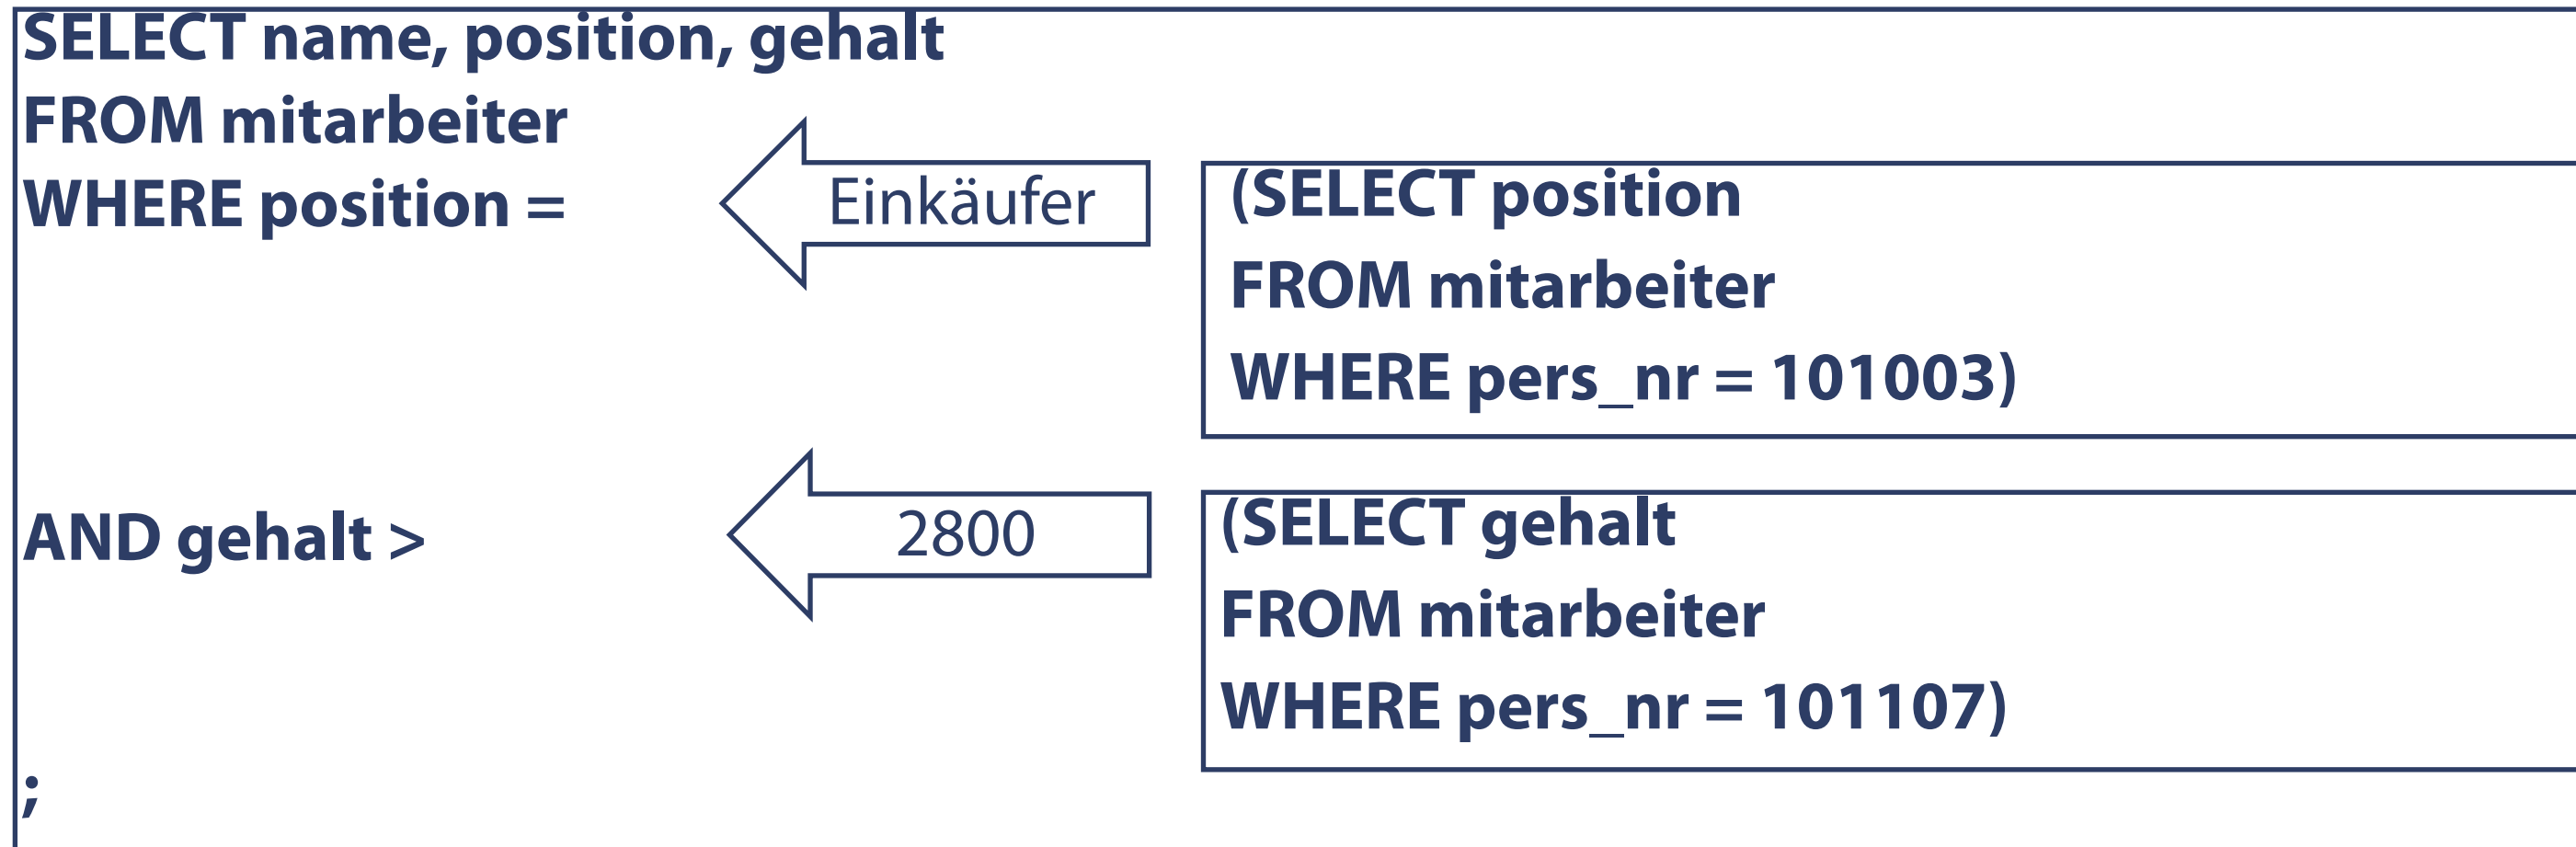 SELECT name, position, gehalt
FROM mitarbeiter
WHERE position =
Einkäufer
(SELECT position
FROM mitarbeiter
WHERE pers_nr = 101003)
AND gehalt >
2800
(SELECT gehalt
FROM mitarbeiter
WHERE pers_nr = 101107)
;